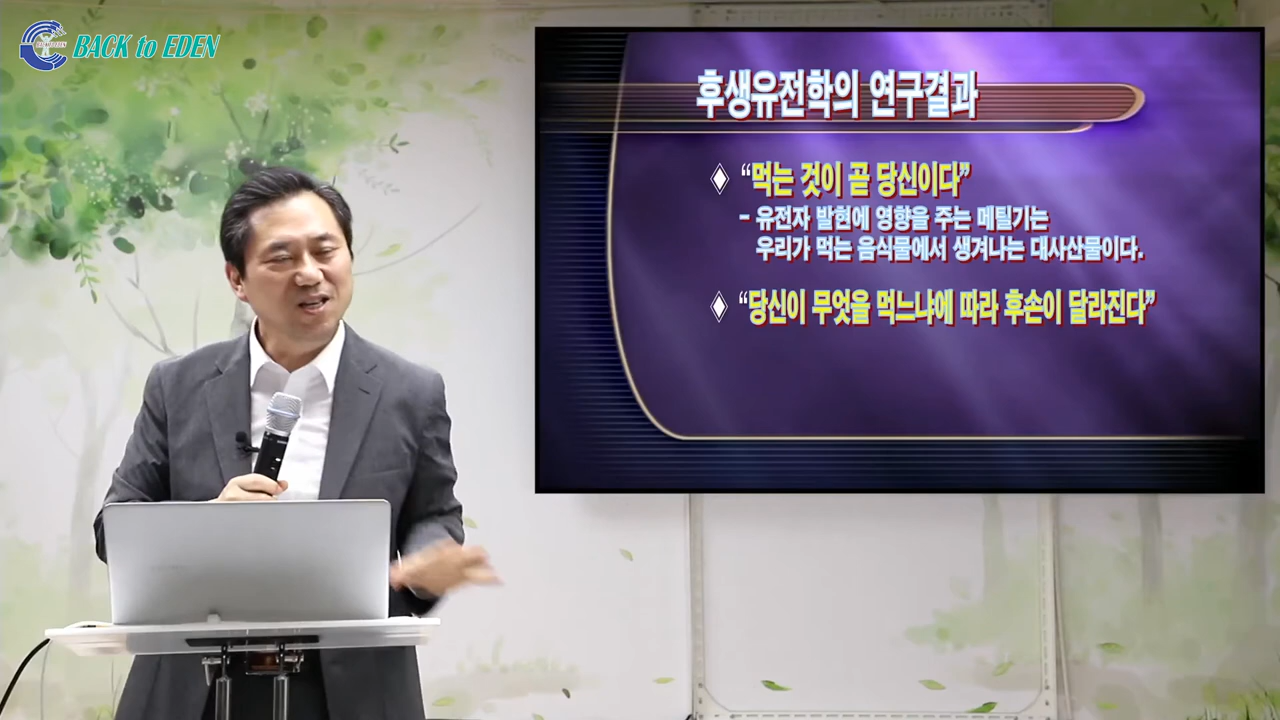 BACK to EDEN
후생유전학의 연구결과
“먹는 것이 곧 당신이다”
- 유전자 발현에 영향을 주는 메틸기는
우리가 먹는 음식물에서 생겨나는 대사산물이다.
“당신이 무엇을 먹느냐에 따라 후손이 달라진다”